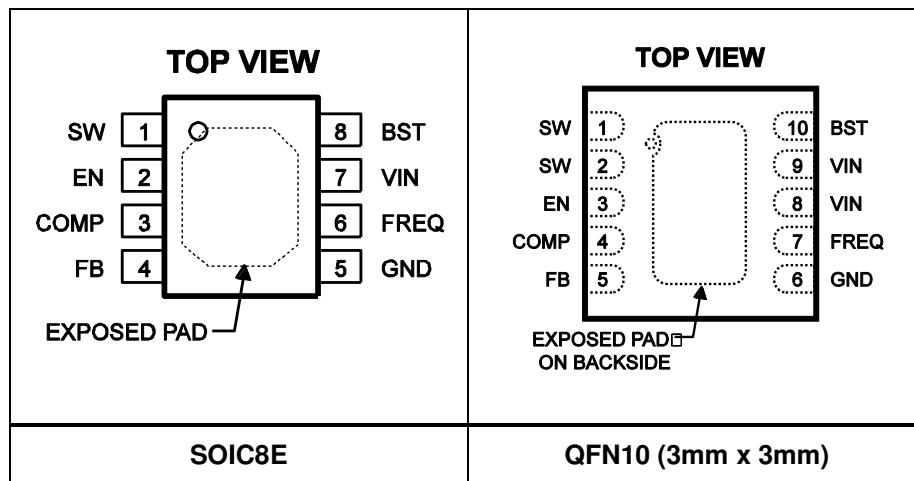 TOP VIEW
SW 1 8 BST
EN 2 7 VIN
COMP 3 6 FREQ
FB 4 5 GND
EXPOSED PAD
SOIC8E
TOP VIEW
SW 1 10 BST
SW 2 9 VIN
EN 3 8 VIN
COMP 4 7 FREQ
FB 5 6 GND
EXPOSED PAD□
ON BACKSIDE
QFN10 (3mm x 3mm)